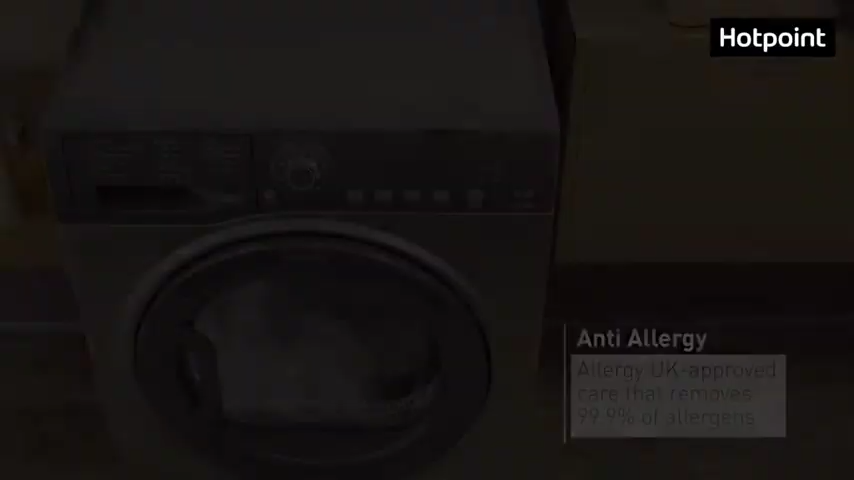 Hotpoint
Anti Allergy
Allergy UK-approved
care that removes
99.9% of allergens